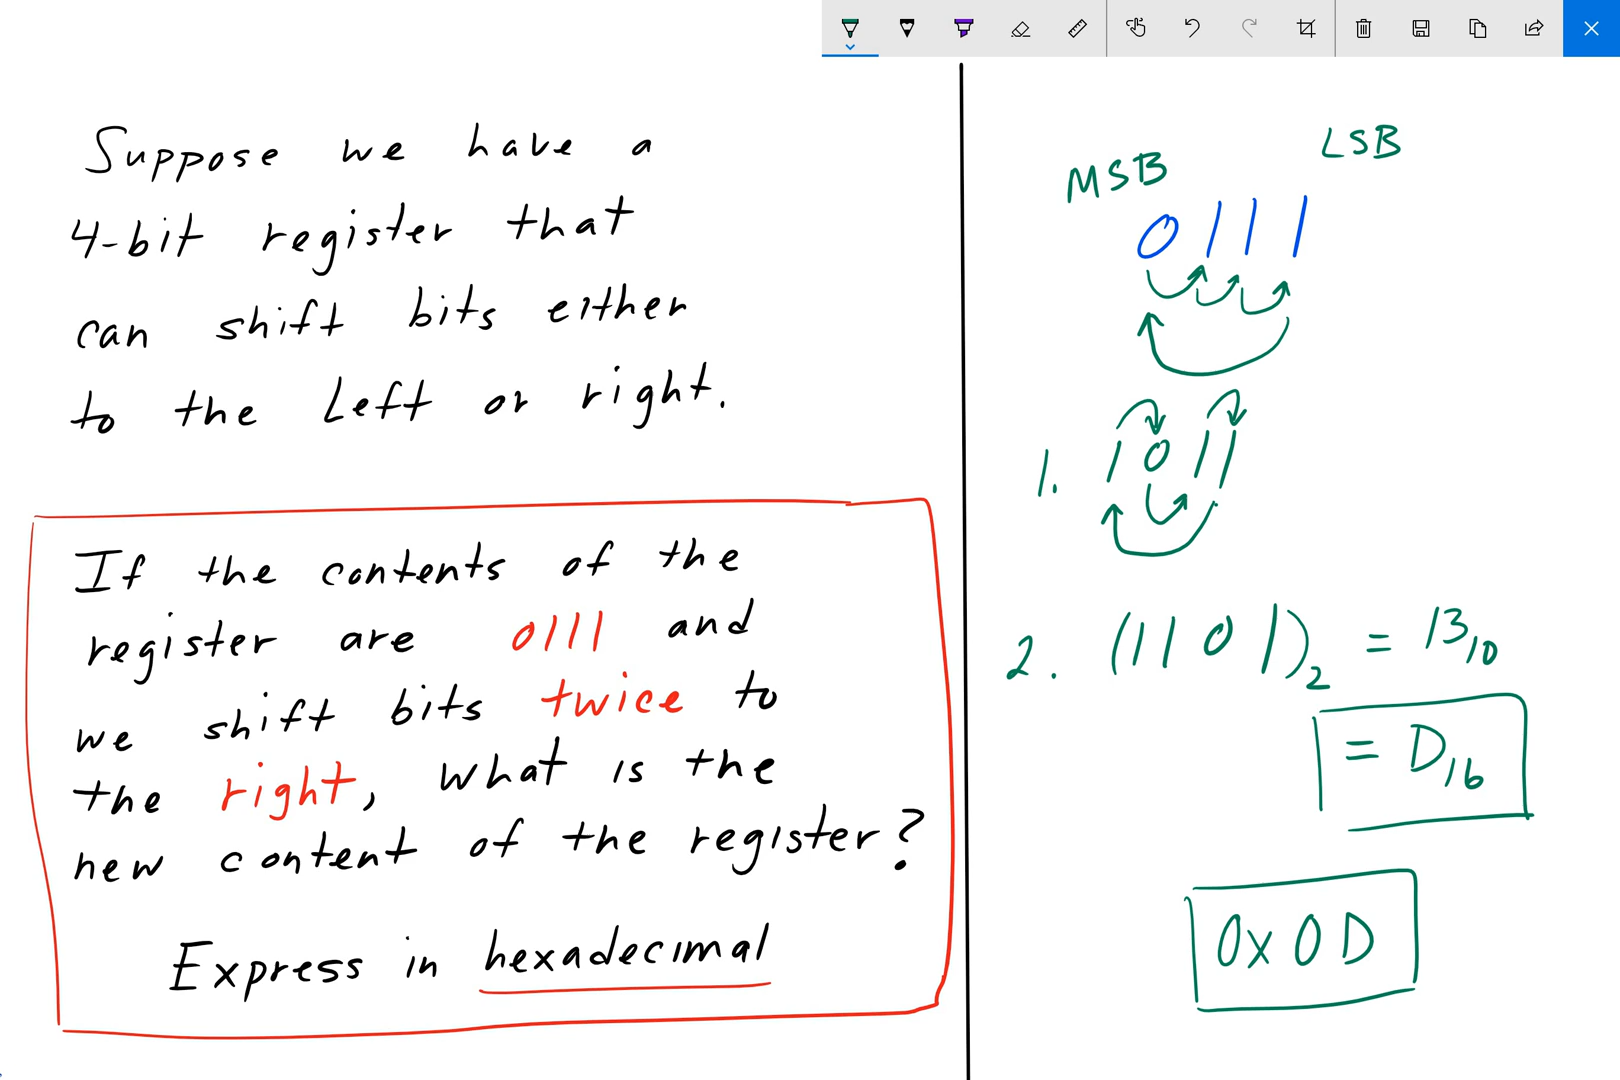 Suppose we have a
4-bit register that
can shift bits either
to the Left or right.
If the contents of the
register are 0111 and
we shift bits twice to
the right, what is the
new content of the register?
Express in hexadecimal
MSB LSB
0111
1. 1011
2. (1101)₂ = 13₁₀
= D₁₆
0x0D